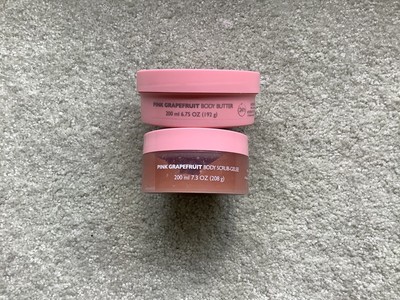 PINK GRAPEFRUIT BODY BUTTER
200 ml 6.75 OZ (192 g)
PINK GRAPEFRUIT BODY SCRUB-GELÉE
200 ml 7.3 OZ (208 g)